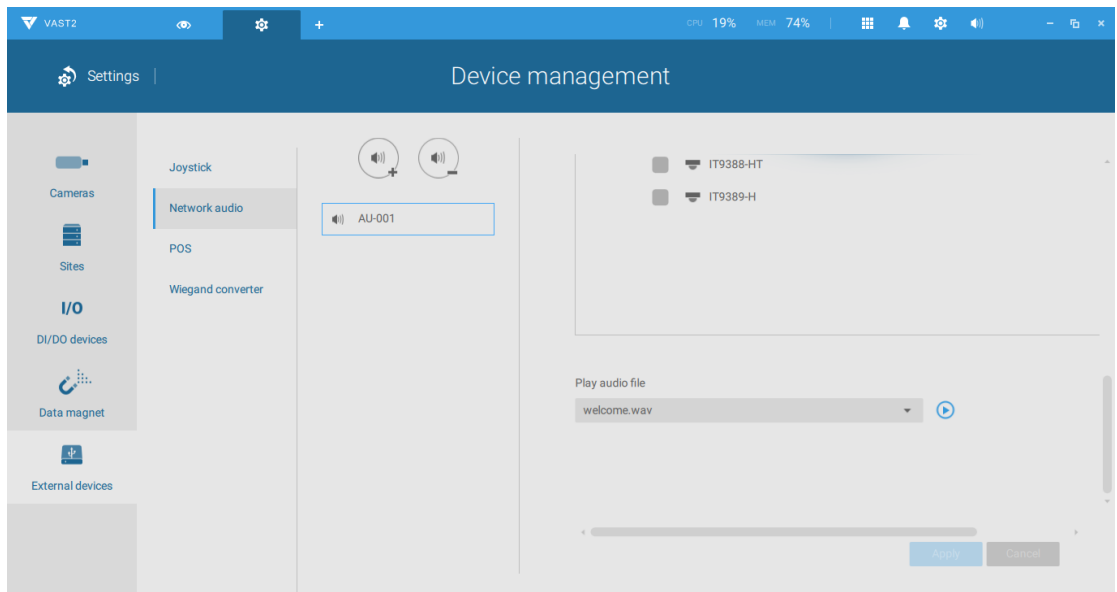 VAST2
+
CPU 19% MEM 74%
Settings
Device management
Cameras
Sites
I/O
DI/DO devices
Data magnet
External devices
Joystick
Network audio
POS
Wiegand converter
AU-001
IT9388-HT
IT9389-H
Play audio file
welcome.wav
Apply
Cancel